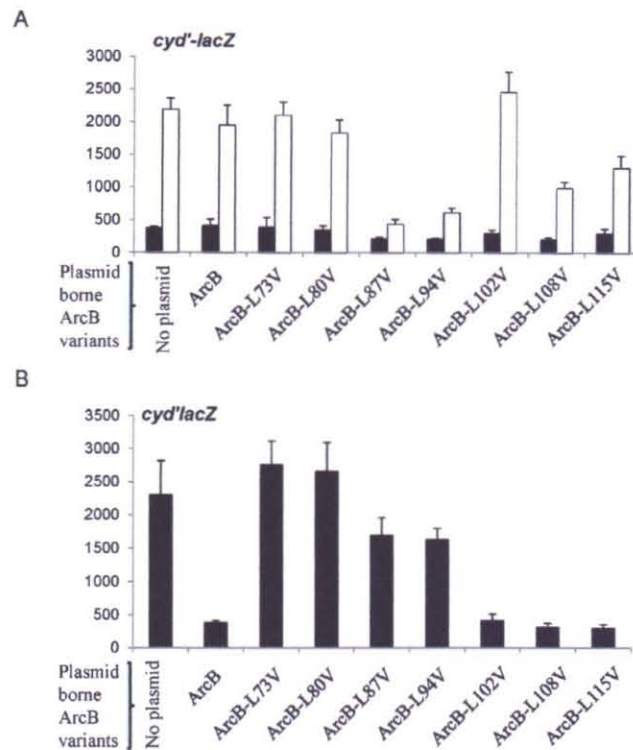 A
cyd'-lacZ
3000
2500
2000
1500
1000
500
0
Plasmid
borne
ArcB
variants
No plasmid
ArcB
ArcB-L73V
ArcB-L80V
ArcB-L87V
ArcB-L94V
ArcB-L102V
ArcB-L108V
ArcB-L115V
B
cyd'lacZ
3500
3000
2500
2000
1500
1000
500
0
Plasmid
borne
ArcB
variants
No plasmid
ArcB
ArcB-L73V
ArcB-L80V
ArcB-L87V
ArcB-L94V
ArcB-L102V
ArcB-L108V
ArcB-L115V